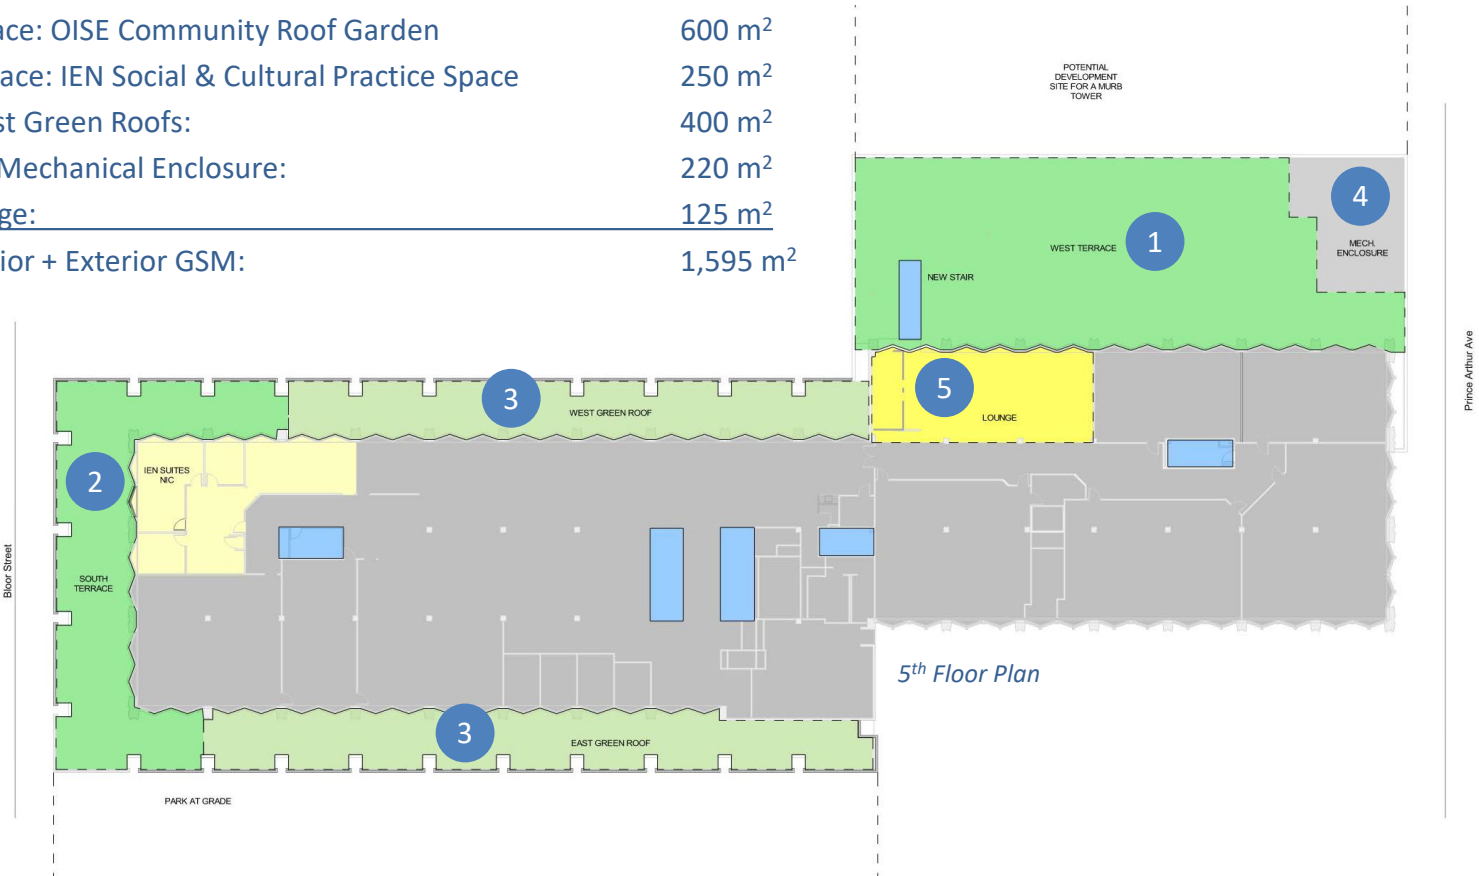 ace: OISE Community Roof Garden 600 m²
ace: IEN Social & Cultural Practice Space 250 m²
st Green Roofs: 400 m²
Mechanical Enclosure: 220 m²
ge: 125 m²
ior + Exterior GSM: 1,595 m²
POTENTIAL
DEVELOPMENT
SITE FOR A MURB
TOWER
4
1
WEST TERRACE
MECH.
ENCLOSURE
NEW STAIR
Prince Arthur Ave
5
LOUNGE
3
WEST GREEN ROOF
IEN SUITES
NIC
2
SOUTH
TERRACE
Bloor Street
5th Floor Plan
3
EAST GREEN ROOF
PARK AT GRADE